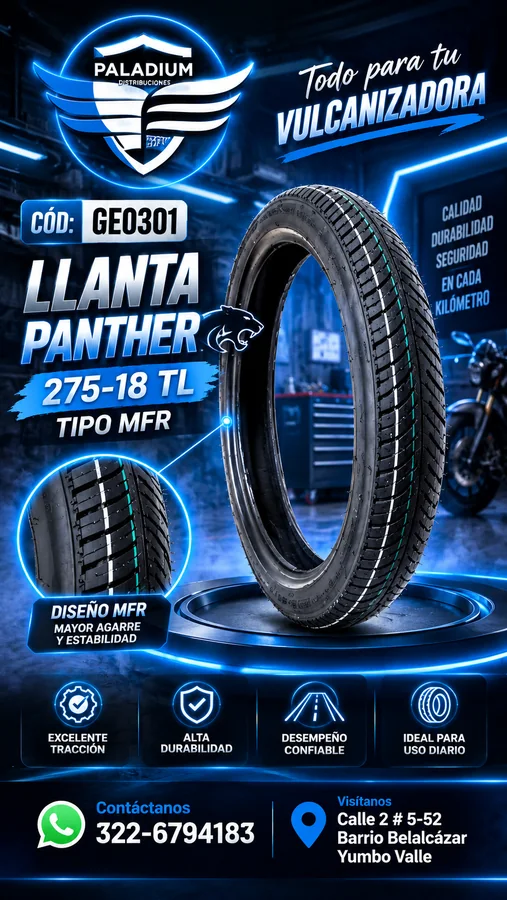 PALADIUM
DISTRIBUCIONES
Todo para tu
VULCANIZADORA
CÓD: GE0301
LLANTA
PANTHER
275-18 TL
TIPO MFR
CALIDAD
DURABILIDAD
SEGURIDAD
EN CADA
KILÓMETRO
DISEÑO MFR
MAYOR AGARRE
Y ESTABILIDAD
EXCELENTE
TRACCIÓN
ALTA
DURABILIDAD
DESEMPEÑO
CONFIABLE
IDEAL PARA
USO DIARIO
Contáctanos
322-6794183
Visítanos
Calle 2 # 5-52
Barrio Belalcázar
Yumbo Valle